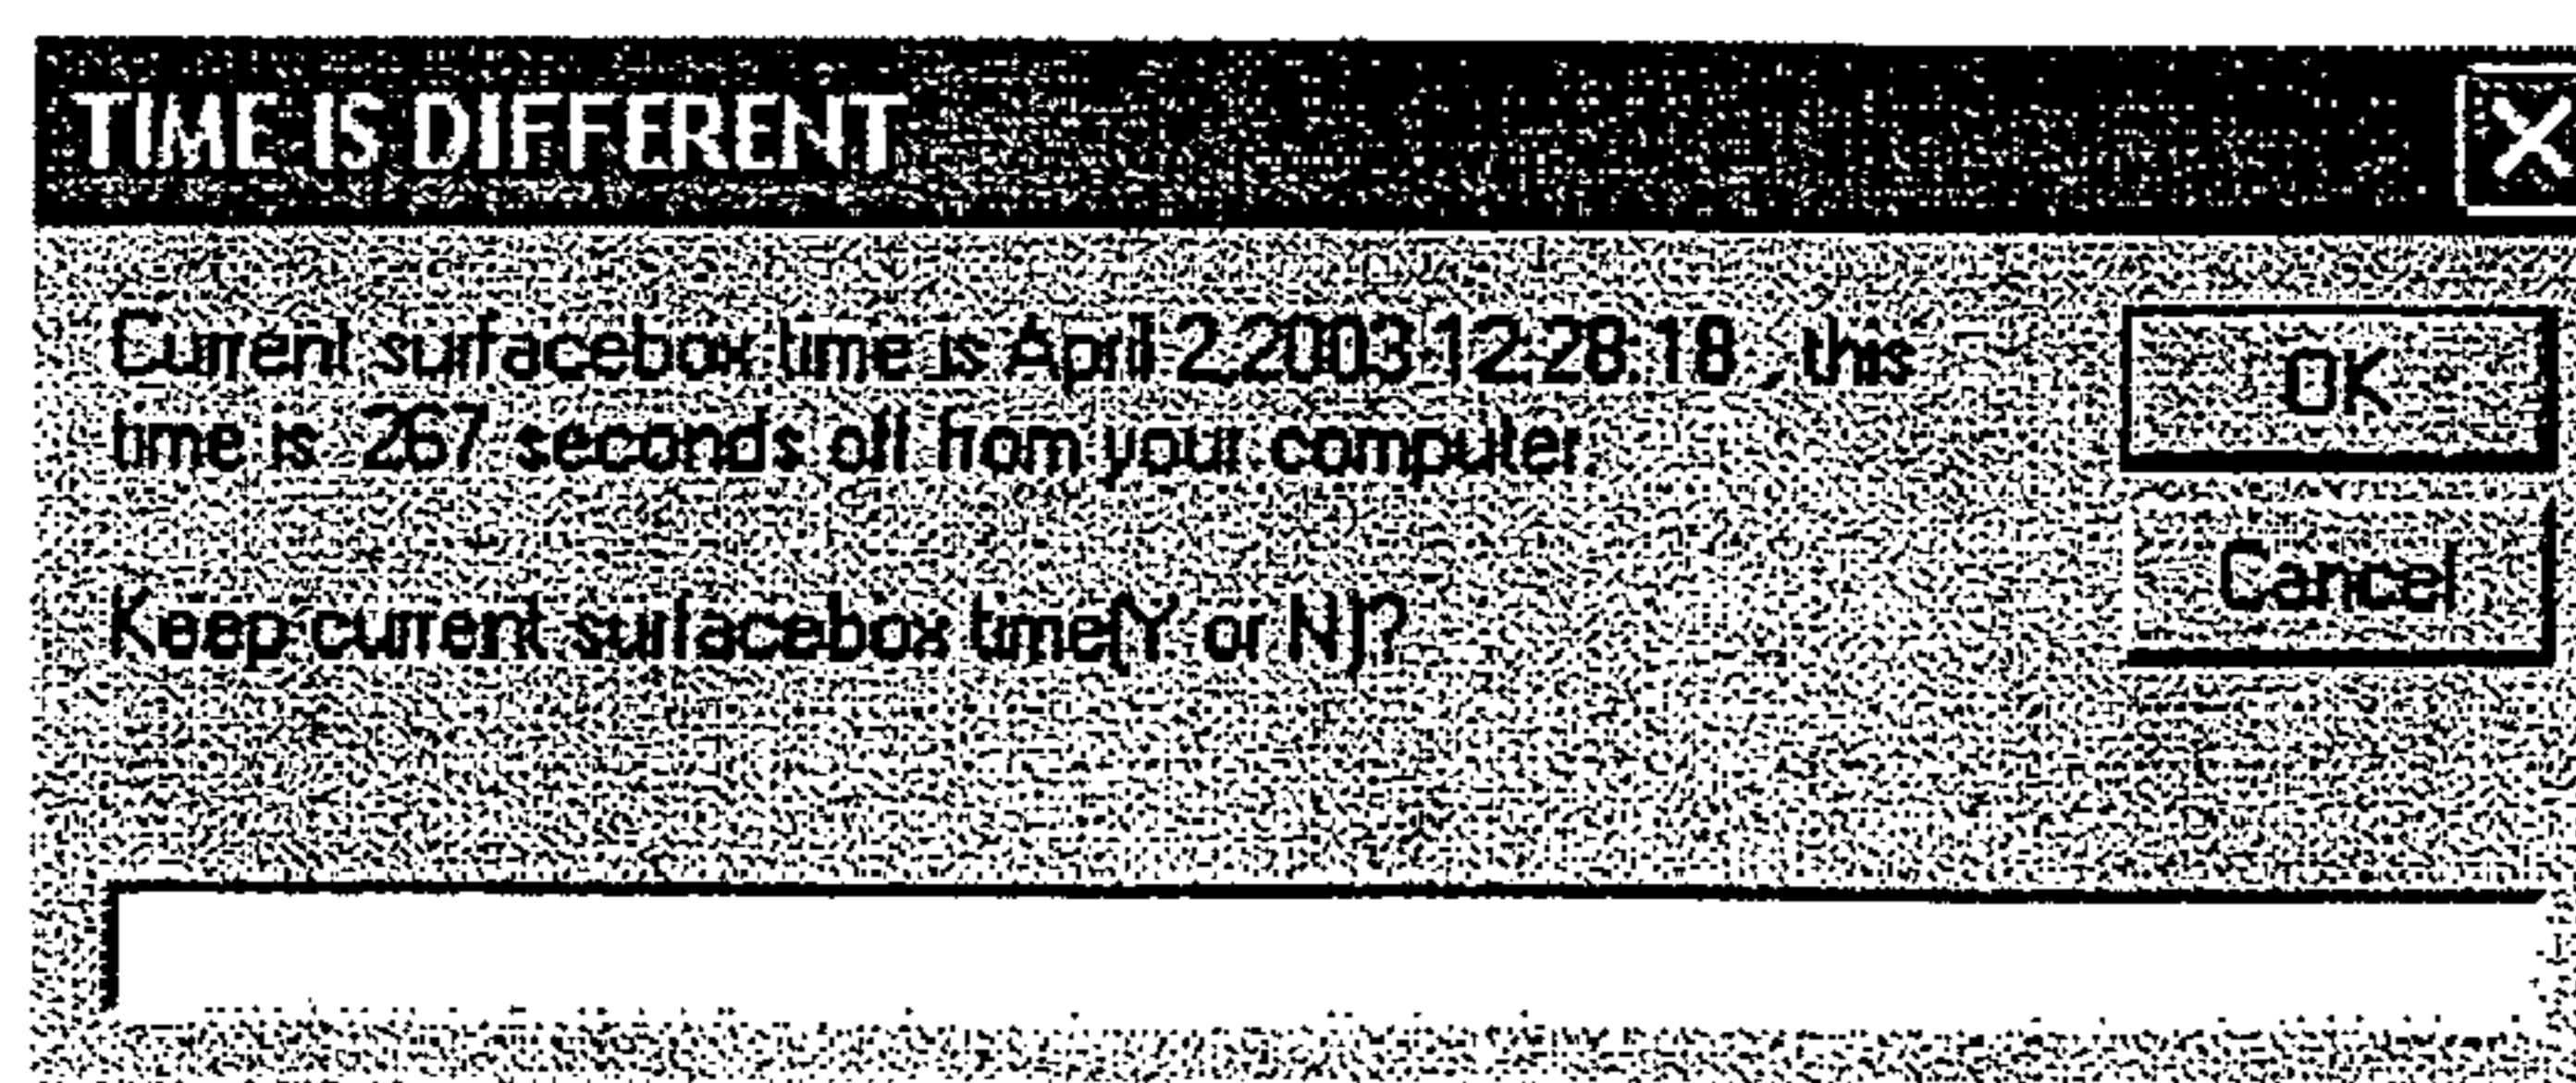 TIME IS DIFFERENT
Current surfacebox time is April 2,2003 12:28:18 , this
time is 267 seconds off from your computer.
Keep current surfacebox time(Y or N)?
OK
Cancel